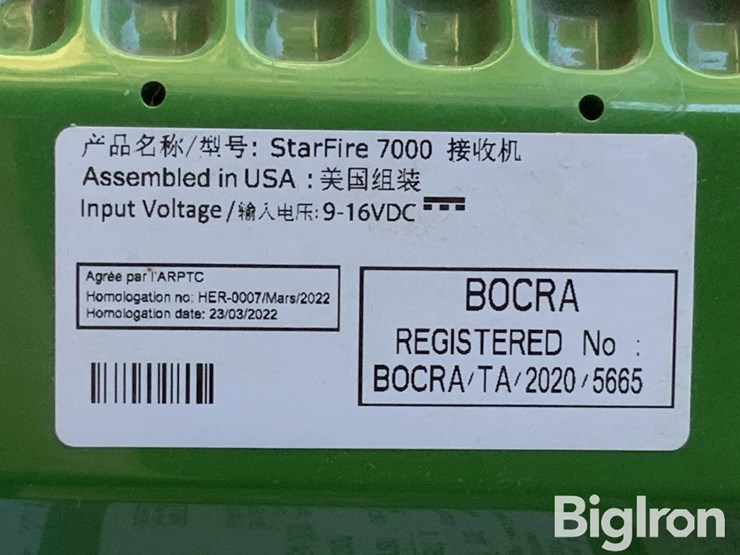 产品名称/型号: StarFire 7000 接收机
Assembled in USA : 美国组装
Input Voltage/输入电压: 9-16VDC
Agrée par l'ARPTC
Homologation no: HER-0007/Mars/2022
Homologation date: 23/03/2022
BOCRA
REGISTERED No :
BOCRA/TA/2020/5665
BigIron